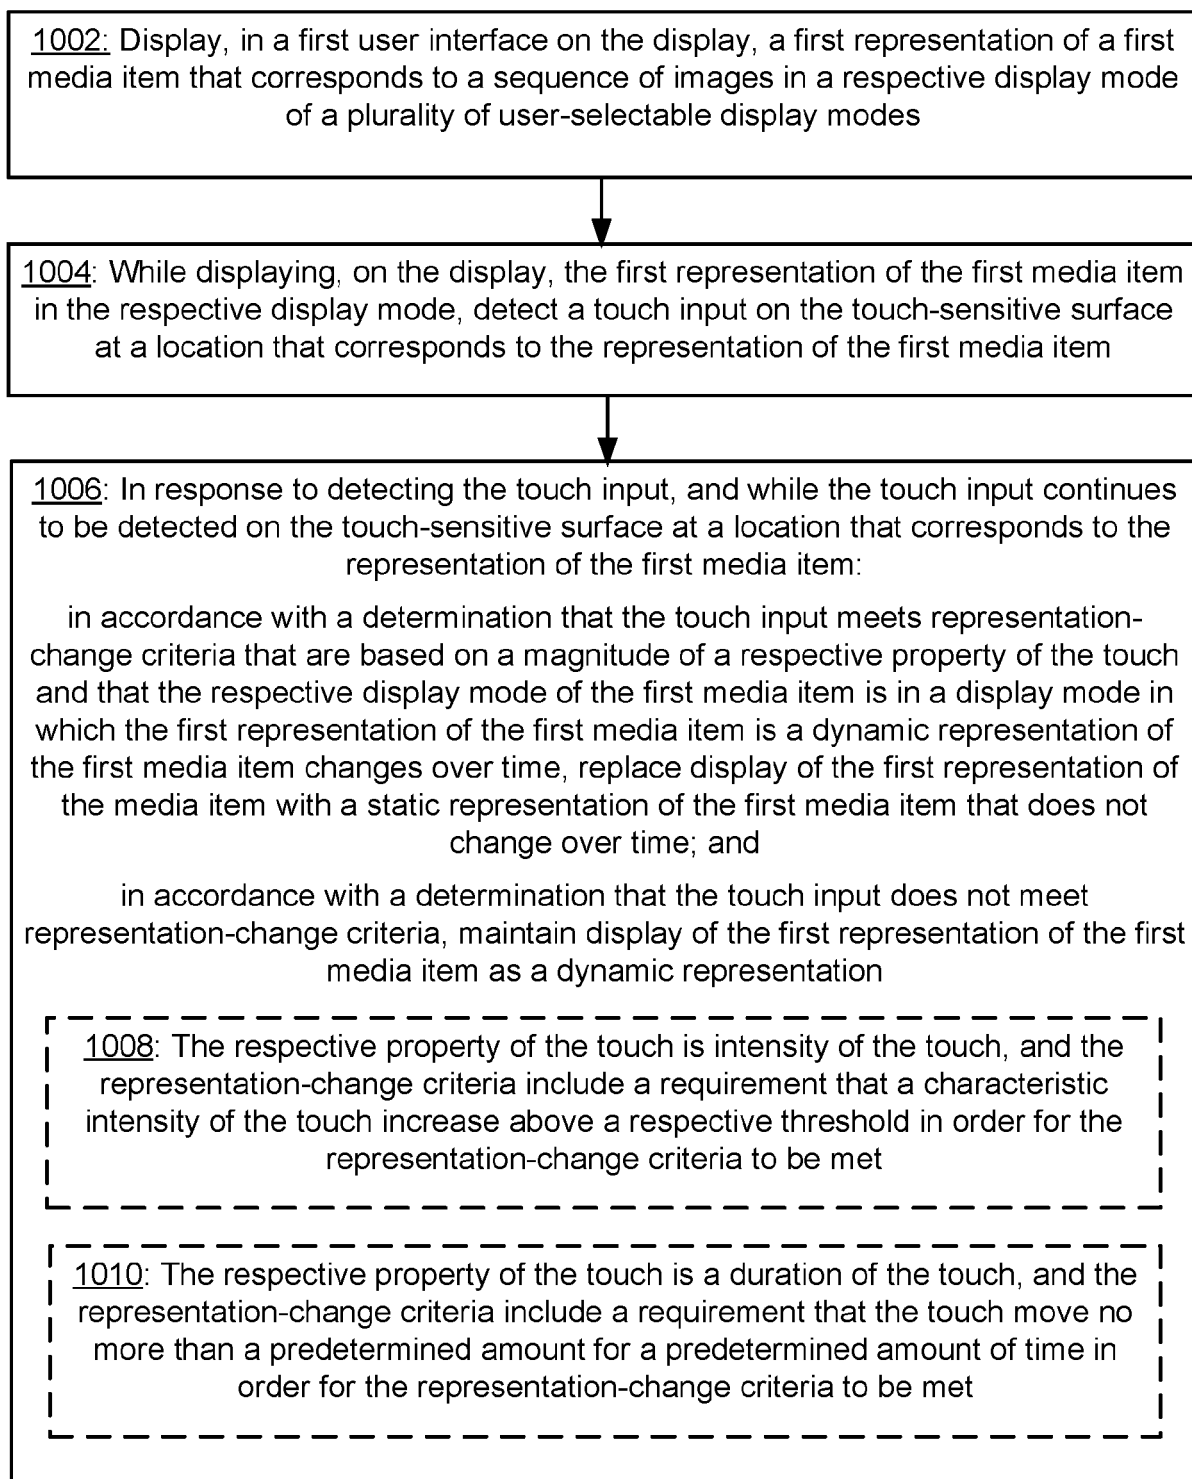 1002: Display, in a first user interface on the display, a first representation of a first
media item that corresponds to a sequence of images in a respective display mode
of a plurality of user-selectable display modes
1004: While displaying, on the display, the first representation of the first media item
in the respective display mode, detect a touch input on the touch-sensitive surface
at a location that corresponds to the representation of the first media item
1006: In response to detecting the touch input, and while the touch input continues
to be detected on the touch-sensitive surface at a location that corresponds to the
representation of the first media item:
in accordance with a determination that the touch input meets representation-
change criteria that are based on a magnitude of a respective property of the touch
and that the respective display mode of the first media item is in a display mode in
which the first representation of the first media item is a dynamic representation of
the first media item changes over time, replace display of the first representation of
the media item with a static representation of the first media item that does not
change over time; and
in accordance with a determination that the touch input does not meet
representation-change criteria, maintain display of the first representation of the first
media item as a dynamic representation
1008: The respective property of the touch is intensity of the touch, and the
representation-change criteria include a requirement that a characteristic
intensity of the touch increase above a respective threshold in order for the
representation-change criteria to be met
1010: The respective property of the touch is a duration of the touch, and the
representation-change criteria include a requirement that the touch move no
more than a predetermined amount for a predetermined amount of time in
order for the representation-change criteria to be met